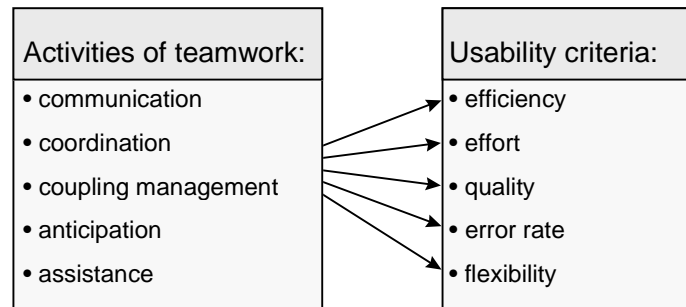 Activities of teamwork:
• communication
• coordination
• coupling management
• anticipation
• assistance
Usability criteria:
• efficiency
• effort
• quality
• error rate
• flexibility